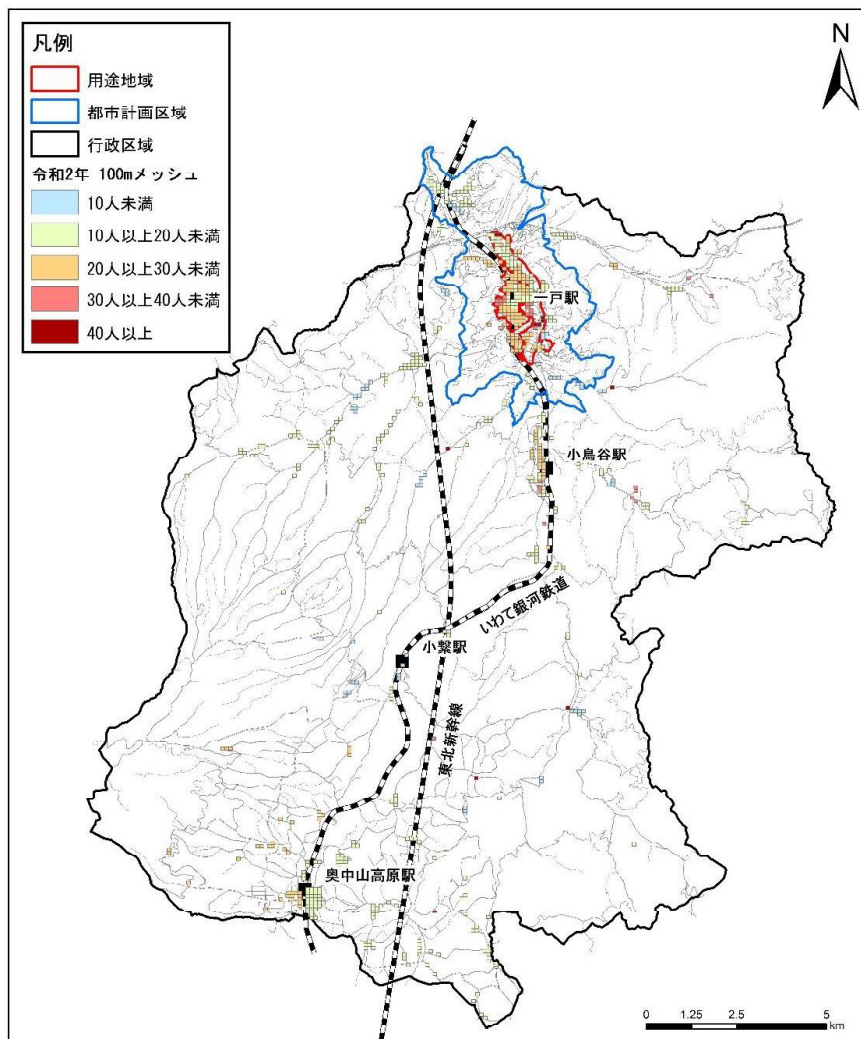 凡例
用途地域
都市計画区域
行政区域
令和2年 100mメッシュ
10人未満
10人以上20人未満
20人以上30人未満
30人以上40人未満
40人以上
N
一戸駅
小鳥谷駅
いわて銀河鉄道
小繋駅
東北新幹線
奥中山高原駅
0 1.25 2.5 5
km